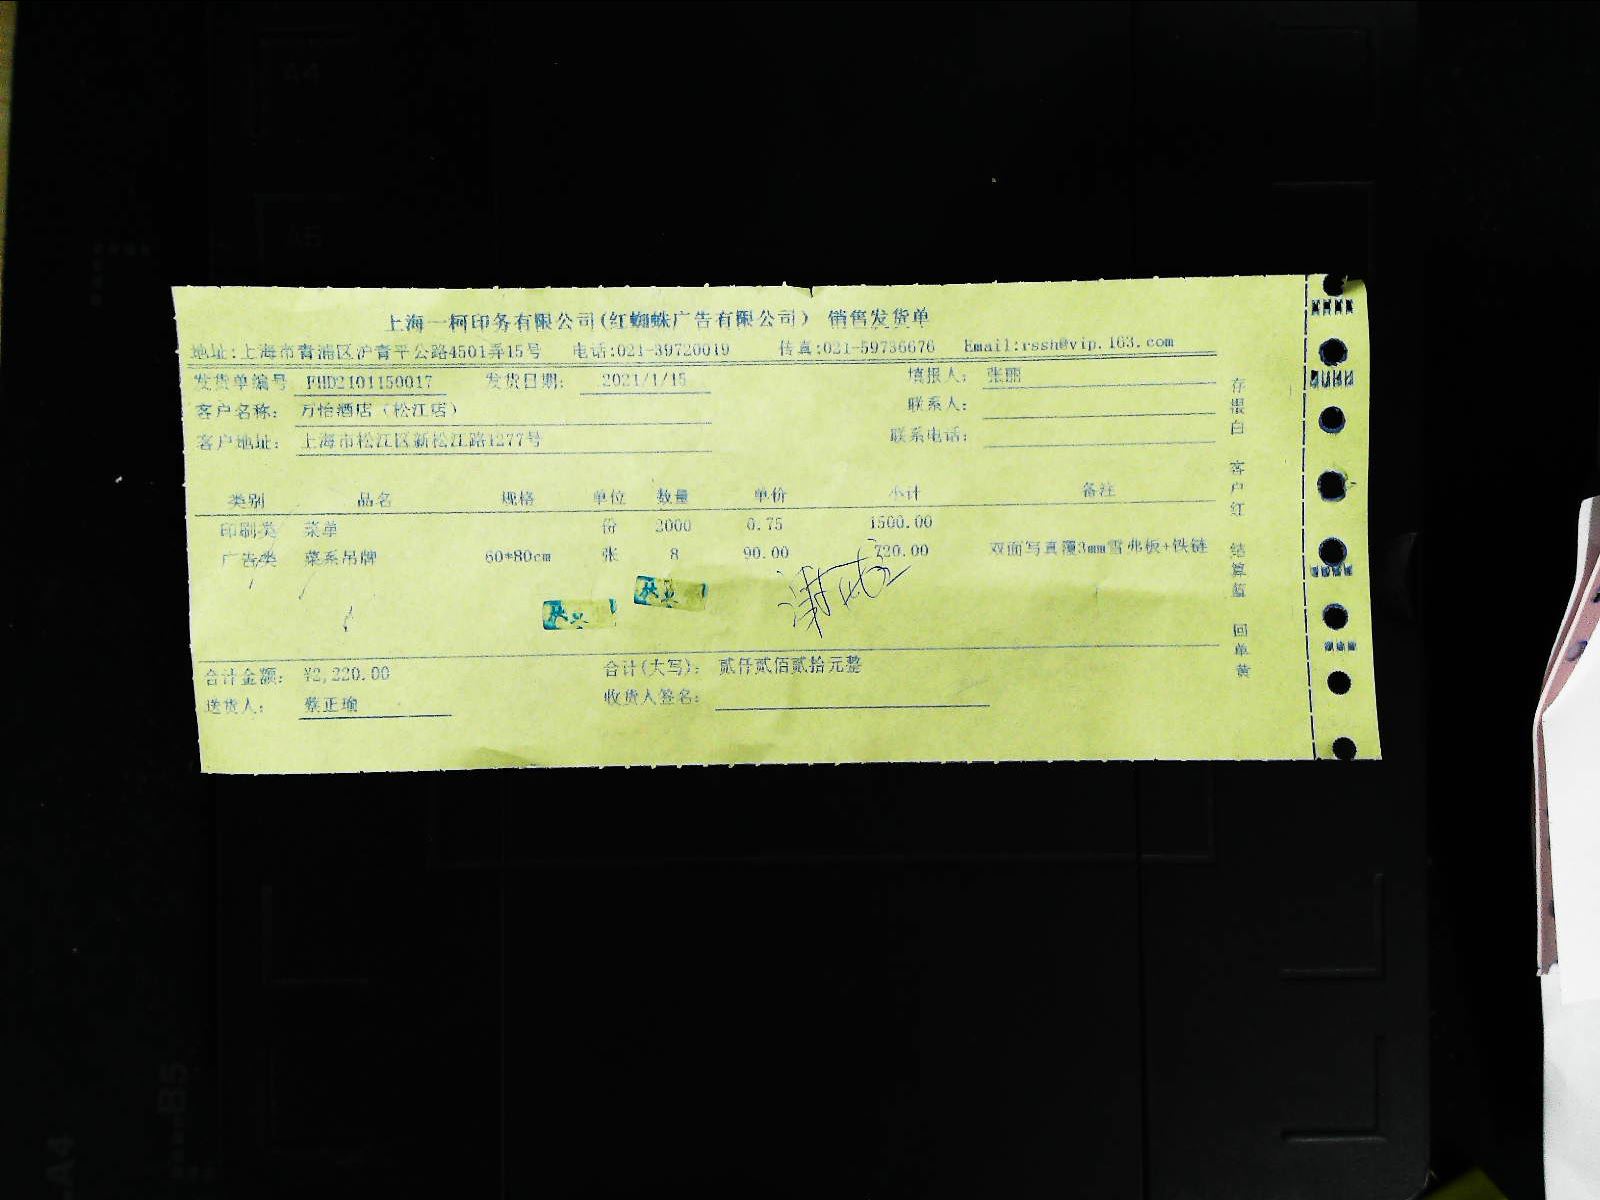 上海一柯印务有限公司(红蜘蛛广告有限公司) 销售发货单
地址:上海市青浦区沪青平公路4501弄15号 电话:021-39720019 传真:021-59736676 Email:rssh@vip.163.com
发货单编号 FHD2101150017 发货日期: 2021/1/15 填报人: 张丽
客户名称: 万怡酒店(松江店) 联系人:
客户地址: 上海市松江区新松江路1277号 联系电话:
类别 品名 规格 单位 数量 单价 小计 备注
印刷类 菜单 份 2000 0.75 1500.00
广告类 菜系吊牌 60*80cm 张 8 90.00 720.00 双面写真覆3mm雪弗板+铁链
合计金额: ¥2,220.00 合计(大写): 贰仟贰佰贰拾元整
送货人: 蔡正瑜 收货人签名:
存根白 客户红 结算蓝 回单黄
A4
A5
B5
A4